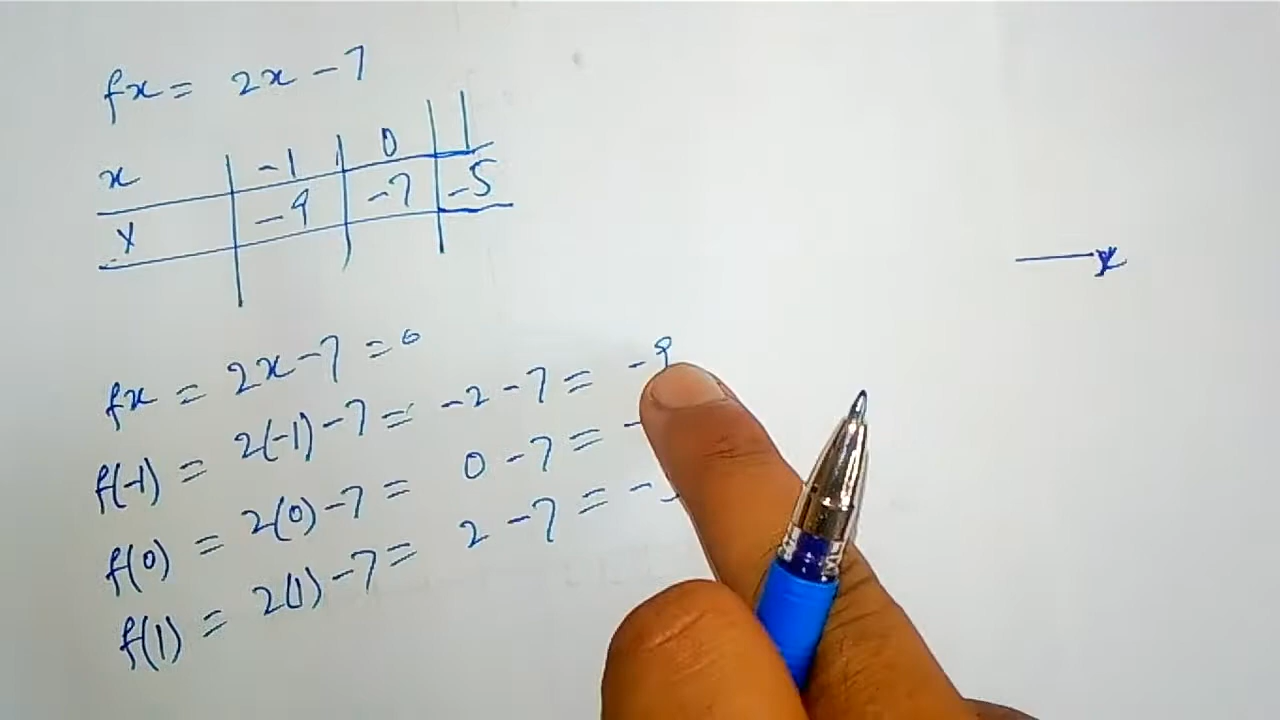 fx = 2x - 7
x | -1 | 0 | 1
y | -9 | -7 | -5
fx = 2x - 7 = 0
f(-1) = 2(-1) - 7 = -2 - 7 = -9
f(0) = 2(0) - 7 = 0 - 7 = -
f(1) = 2(1) - 7 = 2 - 7 = -